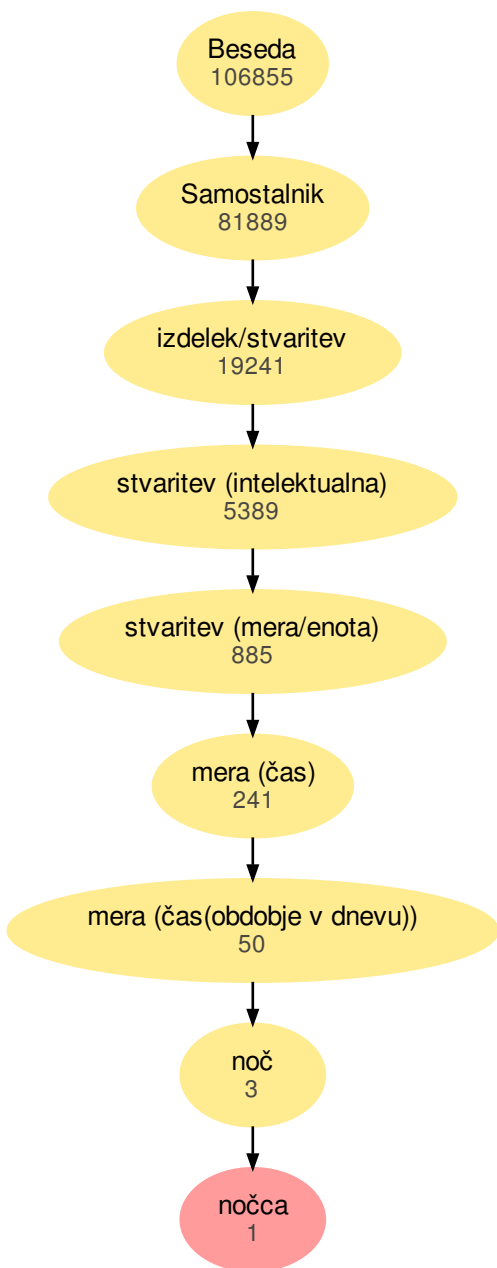 Beseda
106855
Samostalnik
81889
izdelek/stvaritev
19241
stvaritev (intelektualna)
5389
stvaritev (mera/enota)
885
mera (čas)
241
mera (čas(obdobje v dnevu))
50
noč
3
nočca
1